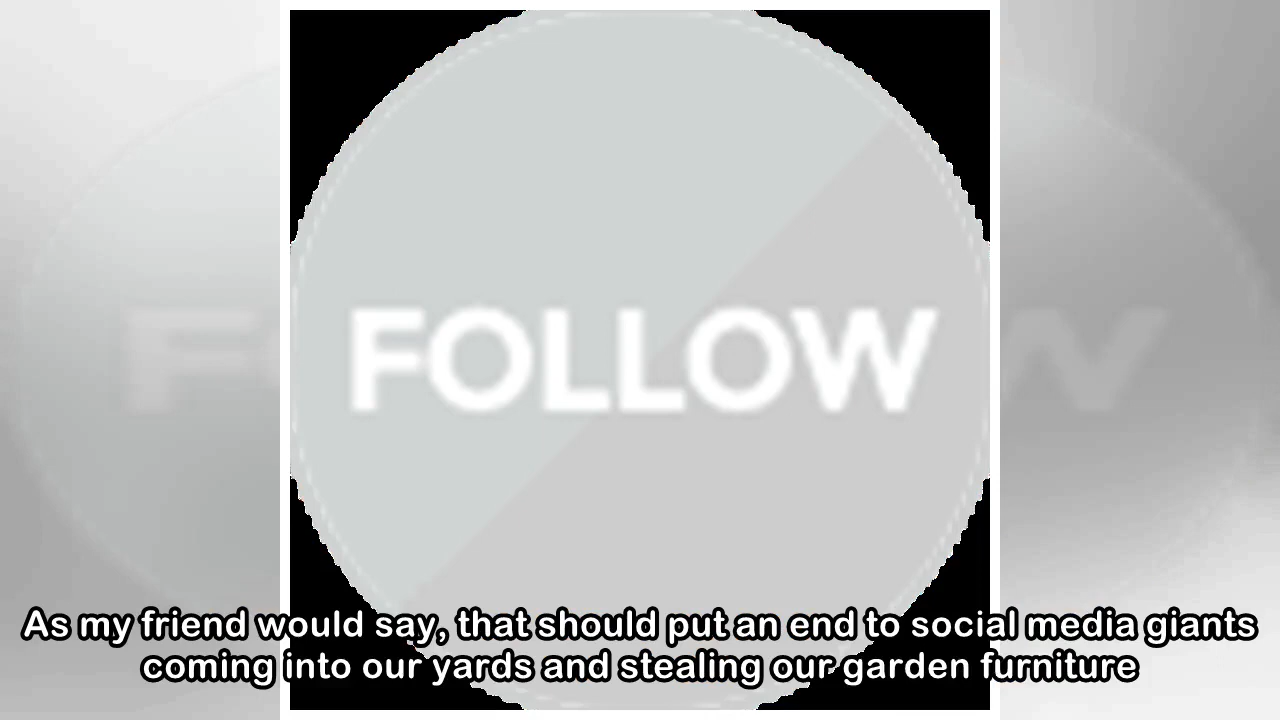 FOLLOW
As my friend would say, that should put an end to social media giants
coming into our yards and stealing our garden furniture